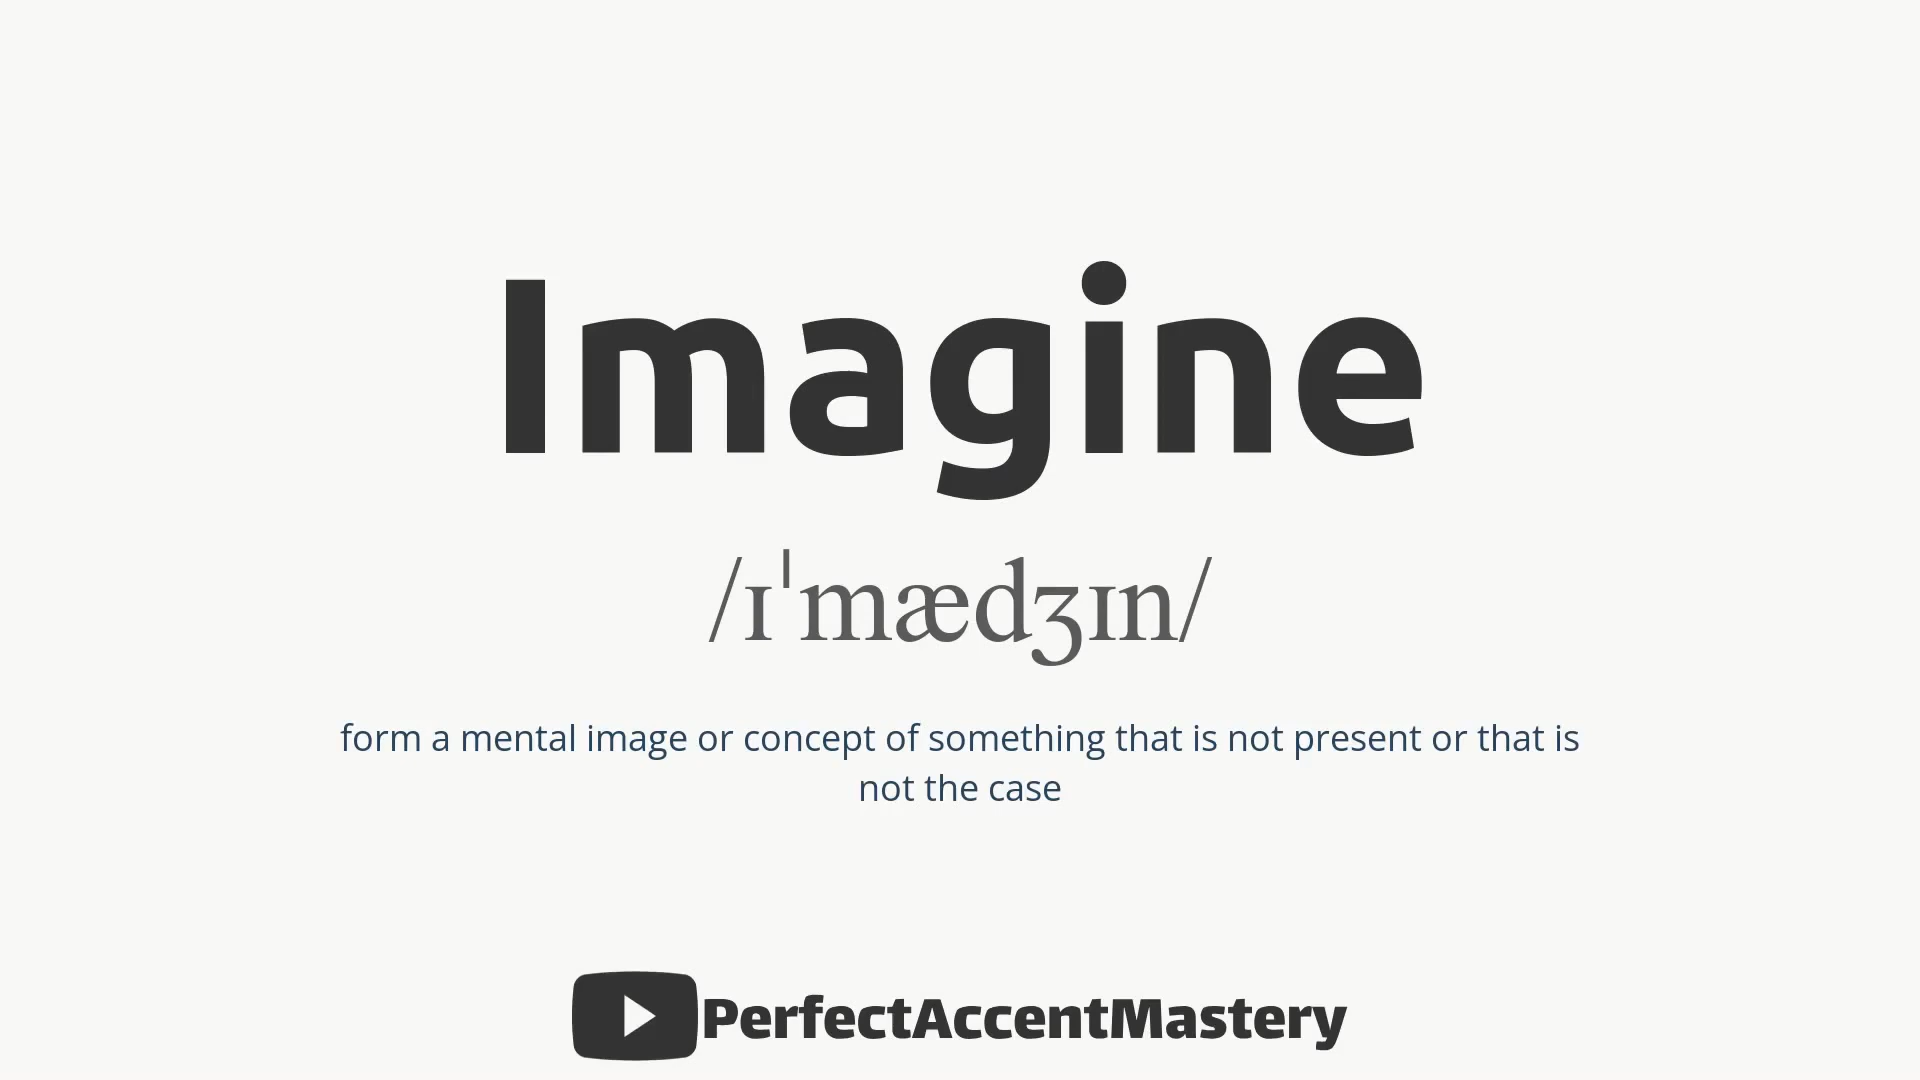 Imagine
/ɪˈmædʒɪn/
form a mental image or concept of something that is not present or that is
not the case
PerfectAccentMastery